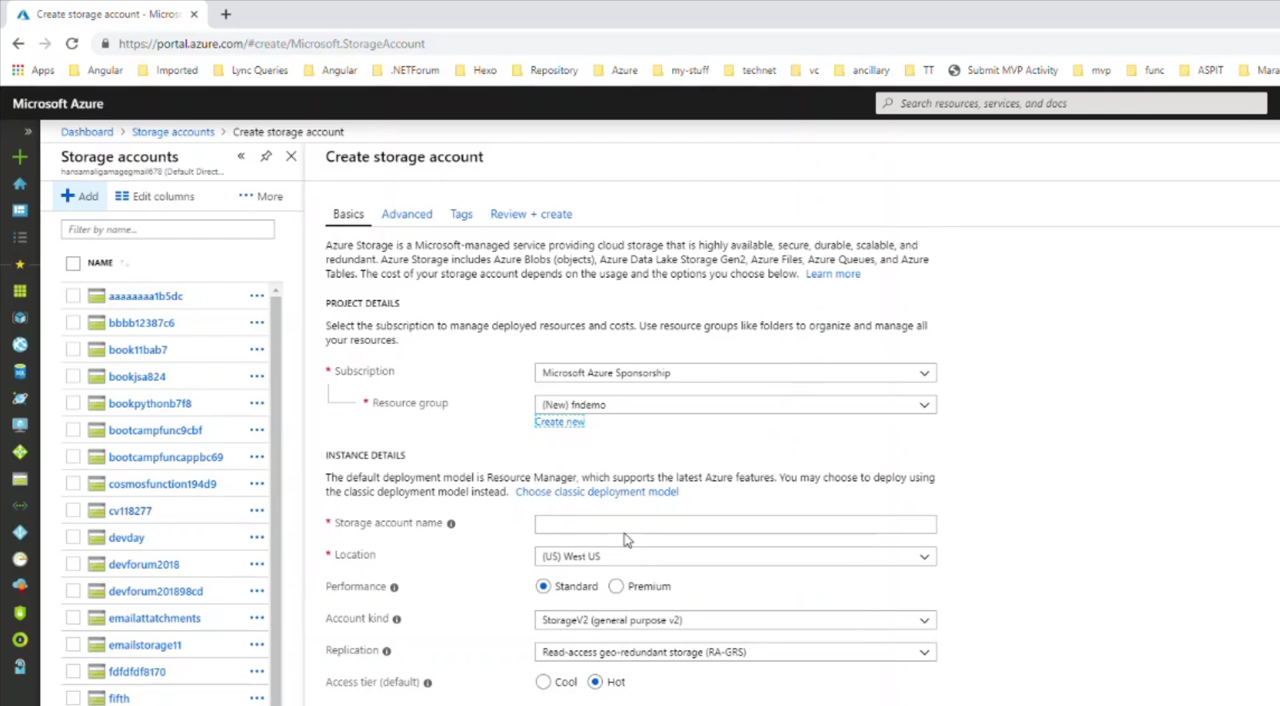 Create storage account - Micros
https://portal.azure.com/#create/Microsoft.StorageAccount
Apps Angular Imported Lync Queries Angular .NETForum Hexo Repository Azure my-stuff technet vc ancillary TT Submit MVP Activity mvp func ASPIT Mara
Microsoft Azure
Search resources, services, and docs
Dashboard > Storage accounts > Create storage account
Storage accounts
hansamaligamagegmail678 (Default Direct...
Add Edit columns More
Filter by name...
NAME
aaaaaaaa1b5dc
bbbb12387c6
book11bab7
bookjsa824
bookpythonb7f8
bootcampfunc9cbf
bootcampfuncappbc69
cosmosfunction194d9
cv118277
devday
devforum2018
devforum201898cd
emailattatchments
emailstorage11
fdfdfdf8170
fifth
Create storage account
Basics Advanced Tags Review + create
Azure Storage is a Microsoft-managed service providing cloud storage that is highly available, secure, durable, scalable, and
redundant. Azure Storage includes Azure Blobs (objects), Azure Data Lake Storage Gen2, Azure Files, Azure Queues, and Azure
Tables. The cost of your storage account depends on the usage and the options you choose below. Learn more
PROJECT DETAILS
Select the subscription to manage deployed resources and costs. Use resource groups like folders to organize and manage all
your resources.
* Subscription Microsoft Azure Sponsorship
* Resource group (New) fndemo
Create new
INSTANCE DETAILS
The default deployment model is Resource Manager, which supports the latest Azure features. You may choose to deploy using
the classic deployment model instead. Choose classic deployment model
* Storage account name
* Location (US) West US
Performance Standard Premium
Account kind StorageV2 (general purpose v2)
Replication Read-access geo-redundant storage (RA-GRS)
Access tier (default) Cool Hot